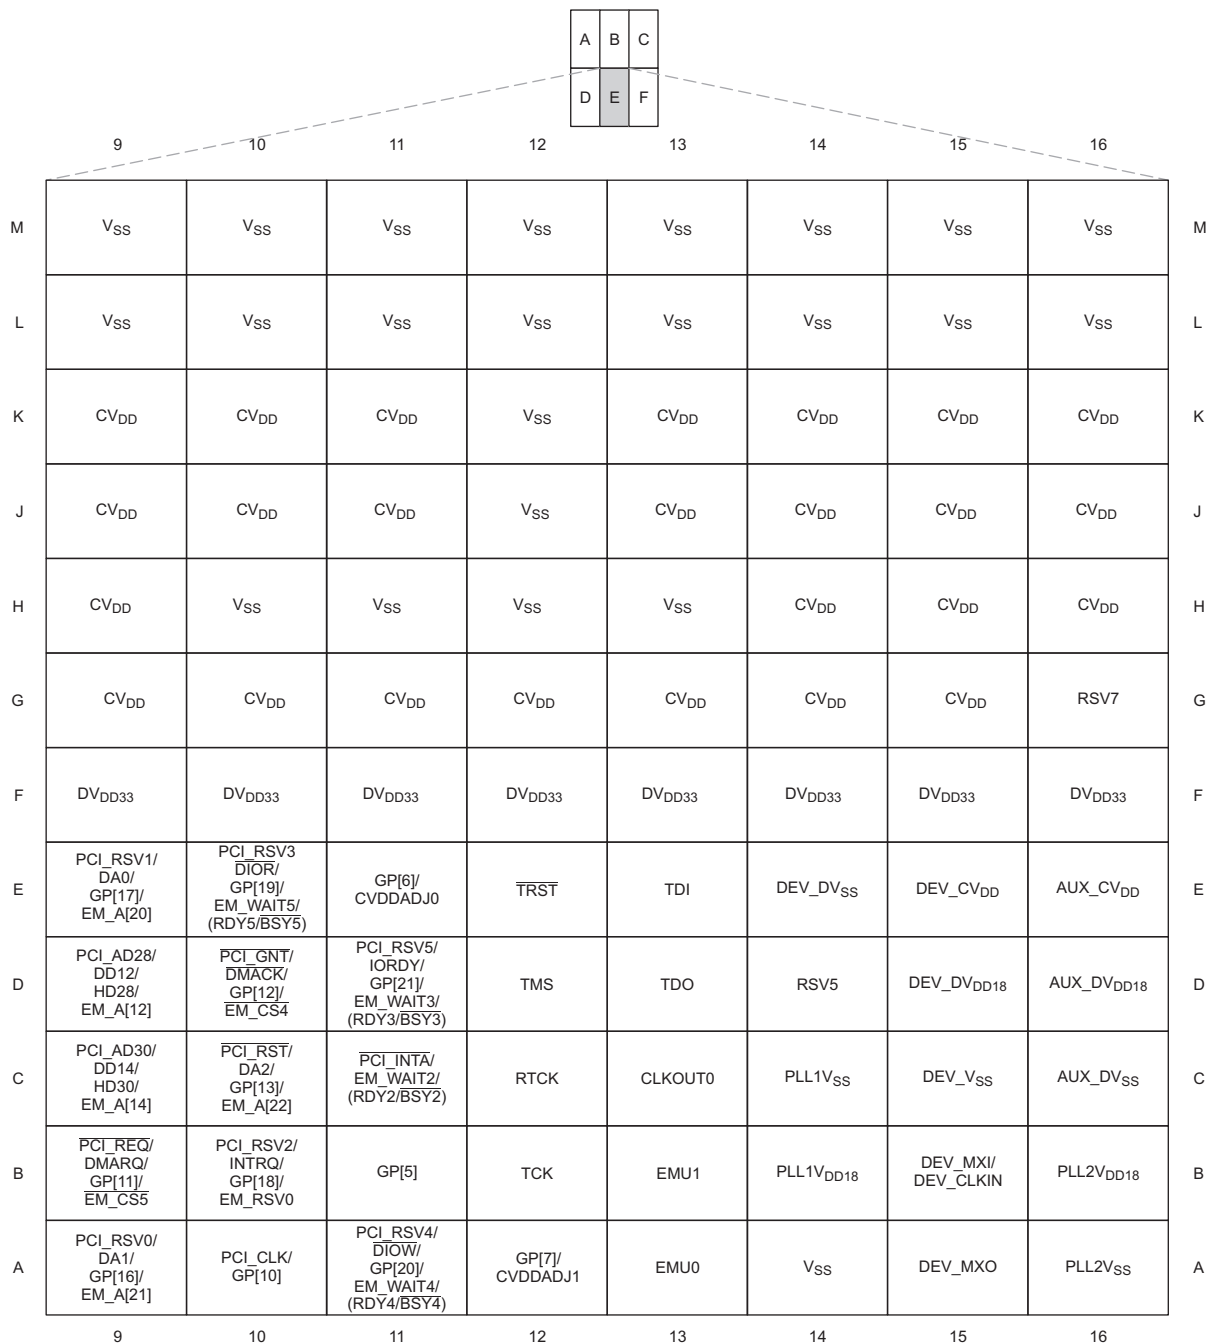 A B C
D E F
9 10 11 12 13 14 15 16
M VSS VSS VSS VSS VSS VSS VSS VSS M
L VSS VSS VSS VSS VSS VSS VSS VSS L
K CVDD CVDD CVDD VSS CVDD CVDD CVDD CVDD K
J CVDD CVDD CVDD VSS CVDD CVDD CVDD CVDD J
H CVDD VSS VSS VSS VSS CVDD CVDD CVDD H
G CVDD CVDD CVDD CVDD CVDD CVDD CVDD RSV7 G
F DVDD33 DVDD33 DVDD33 DVDD33 DVDD33 DVDD33 DVDD33 DVDD33 F
E
PCI_RSV1/
DA0/
GP[17]/
EM_A[20]
PCI_RSV3
DIOR/
GP[19]/
EM_WAIT5/
(RDY5/BSY5)
GP[6]/
CVDDADJ0
TRST
TDI
DEV_DVSS
DEV_CVDD
AUX_CVDD
E
D
PCI_AD28/
DD12/
HD28/
EM_A[12]
PCI_GNT/
DMACK/
GP[12]/
EM_CS4
PCI_RSV5/
IORDY/
GP[21]/
EM_WAIT3/
(RDY3/BSY3)
TMS
TDO
RSV5
DEV_DVDD18
AUX_DVDD18
D
C
PCI_AD30/
DD14/
HD30/
EM_A[14]
PCI_RST/
DA2/
GP[13]/
EM_A[22]
PCI_INTA/
EM_WAIT2/
(RDY2/BSY2)
RTCK
CLKOUT0
PLL1VSS
DEV_VSS
AUX_DVSS
C
B
PCI_REQ/
DMARQ/
GP[11]/
EM_CS5
PCI_RSV2/
INTRQ/
GP[18]/
EM_RSV0
GP[5]
TCK
EMU1
PLL1VDD18
DEV_MXI/
DEV_CLKIN
PLL2VDD18
B
A
PCI_RSV0/
DA1/
GP[16]/
EM_A[21]
PCI_CLK/
GP[10]
PCI_RSV4/
DIOW/
GP[20]/
EM_WAIT4/
(RDY4/BSY4)
GP[7]/
CVDDADJ1
EMU0
VSS
DEV_MXO
PLL2VSS
A
9 10 11 12 13 14 15 16